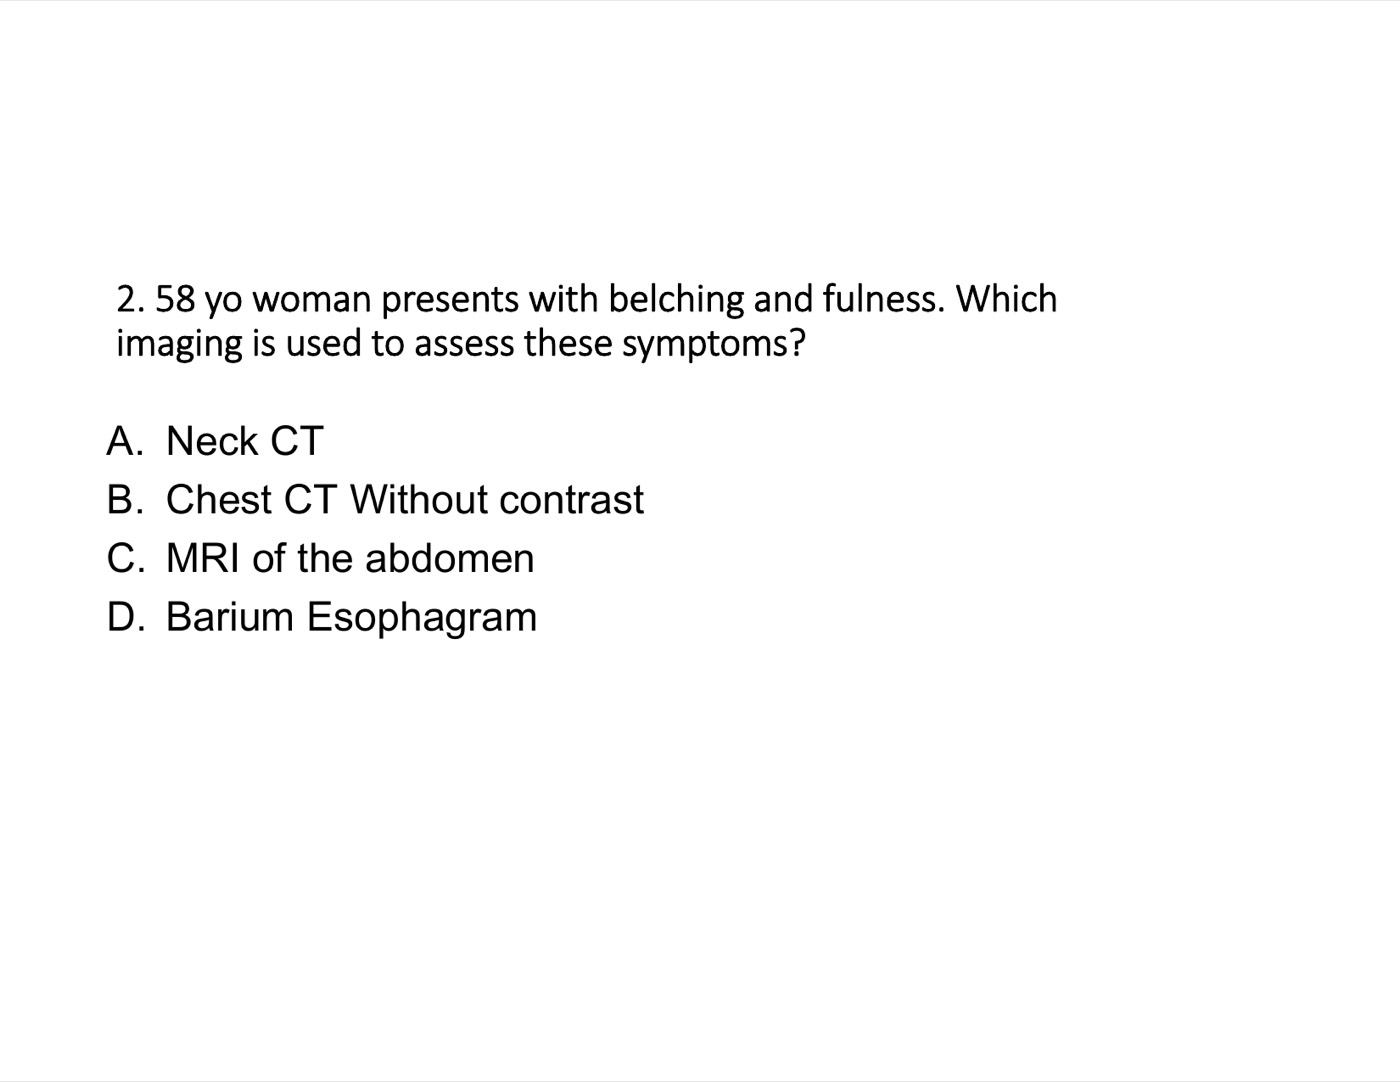 2. 58 yo woman presents with belching and fulness. Which
imaging is used to assess these symptoms?
A. Neck CT
B. Chest CT Without contrast
C. MRI of the abdomen
D. Barium Esophagram